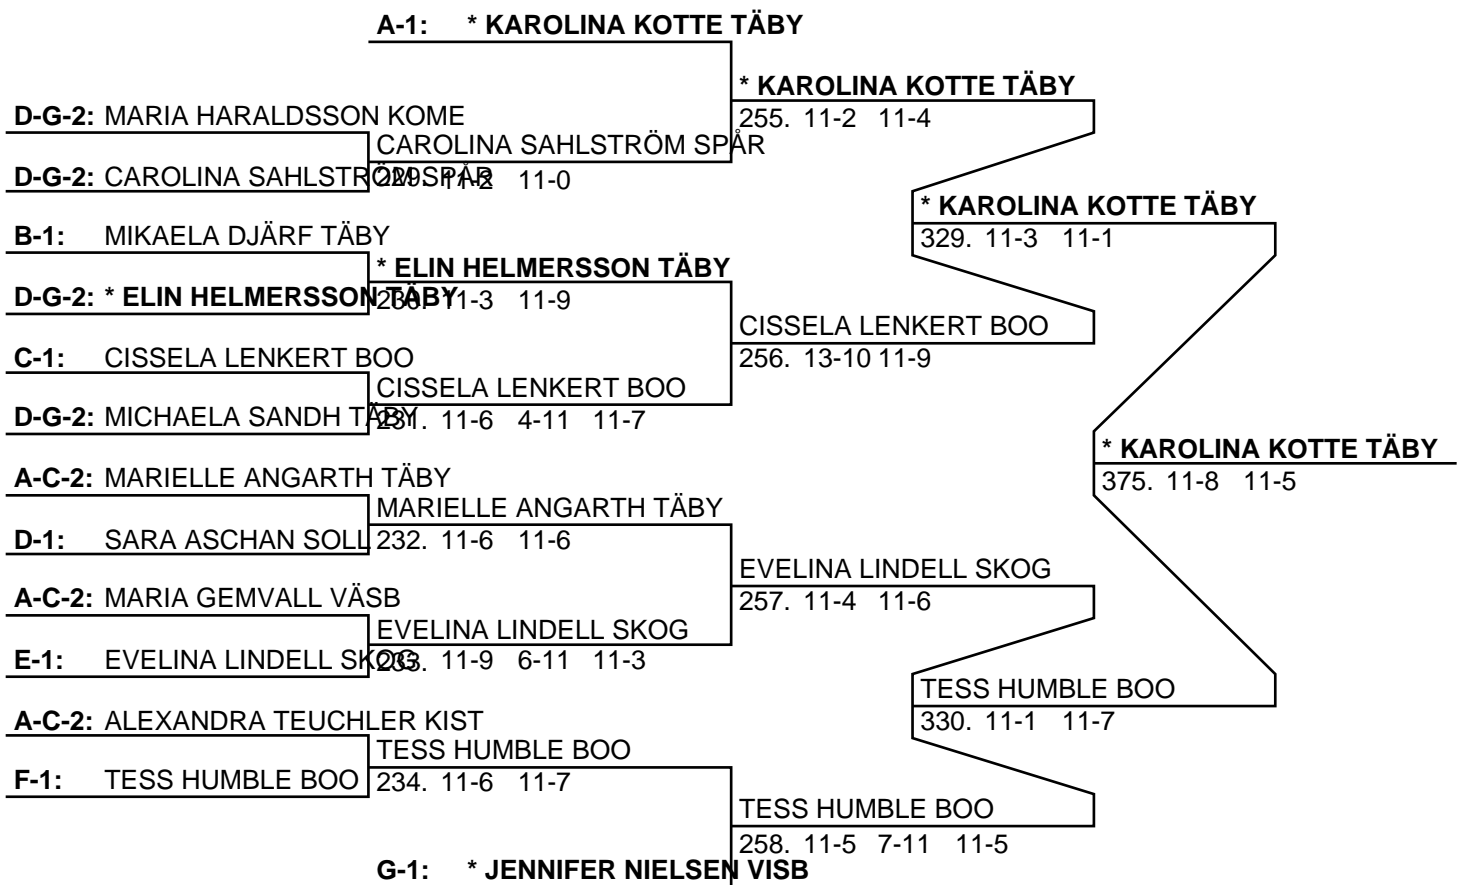 A-1: * KAROLINA KOTTE TÄBY
* KAROLINA KOTTE TÄBY
D-G-2: MARIA HARALDSSON KOME
255. 11-2 11-4
CAROLINA SAHLSTRÖM SPÅR
D-G-2: CAROLINA SAHLSTRÖM SPÅR
229. 11-2 11-0
* KAROLINA KOTTE TÄBY
B-1: MIKAELA DJÄRF TÄBY
329. 11-3 11-1
* ELIN HELMERSSON TÄBY
D-G-2: * ELIN HELMERSSON TÄBY
230. 11-3 11-9
CISSELA LENKERT BOO
C-1: CISSELA LENKERT BOO
256. 13-10 11-9
CISSELA LENKERT BOO
D-G-2: MICHAELA SANDH TÄBY
231. 11-6 4-11 11-7
* KAROLINA KOTTE TÄBY
A-C-2: MARIELLE ANGARTH TÄBY
375. 11-8 11-5
MARIELLE ANGARTH TÄBY
D-1: SARA ASCHAN SOLL
232. 11-6 11-6
EVELINA LINDELL SKOG
A-C-2: MARIA GEMVALL VÄSB
257. 11-4 11-6
EVELINA LINDELL SKOG
E-1: EVELINA LINDELL SKOG
233. 11-9 6-11 11-3
TESS HUMBLE BOO
A-C-2: ALEXANDRA TEUCHLER KIST
330. 11-1 11-7
TESS HUMBLE BOO
F-1: TESS HUMBLE BOO
234. 11-6 11-7
TESS HUMBLE BOO
258. 11-5 7-11 11-5
G-1: * JENNIFER NIELSEN VISB